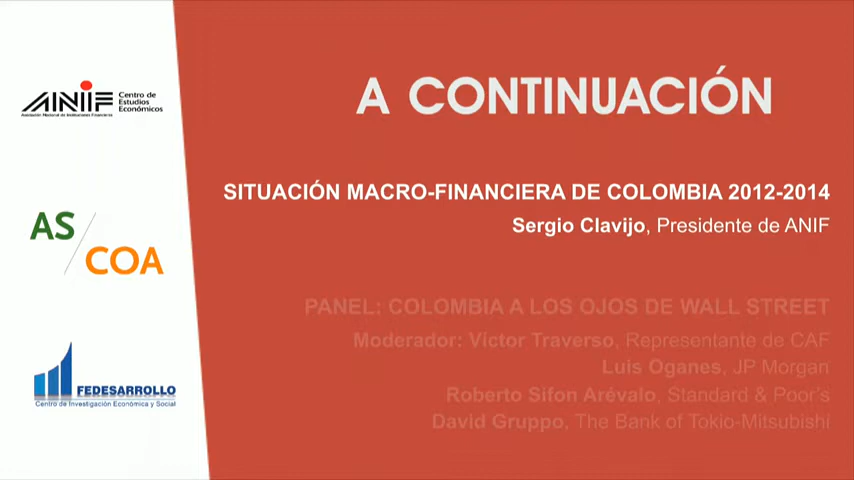 ANIF
Centro de
Estudios
Económicos
Asociación Nacional de Instituciones Financieras
AS
COA
FEDESARROLLO
Centro de Investigación Económica y Social
A CONTINUACIÓN
SITUACIÓN MACRO-FINANCIERA DE COLOMBIA 2012-2014
Sergio Clavijo, Presidente de ANIF
PANEL: COLOMBIA A LOS OJOS DE WALL STREET
Moderador: Víctor Traverso, Representante de CAF
Luis Oganes, JP Morgan
Roberto Sifon Arévalo, Standard & Poor's
David Gruppo, The Bank of Tokio-Mitsubishi